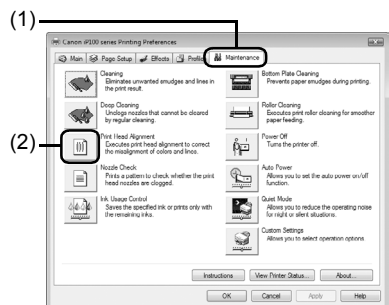 (1)
Canon iP100 series Printing Preferences
Main Page Setup Effects Profiles Maintenance
Cleaning
Eliminates unwanted smudges and lines in
the print result.
Bottom Plate Cleaning
Prevents paper smudges during printing.
Deep Cleaning
Unclogs nozzles that cannot be cleared
by regular cleaning.
Roller Cleaning
Executes print roller cleaning for smoother
paper feeding.
(2)
Print Head Alignment
Executes print head alignment to correct
the misalignment of colors and lines.
Power Off
Turns the printer off.
Nozzle Check
Prints a pattern to check whether the print
head nozzles are clogged.
Auto Power
Allows you to set the auto power on/off
function.
Ink Usage Control
Saves the specified ink or prints only with
the remaining inks.
Quiet Mode
Allows you to reduce the operating noise
for night or silent situations.
Custom Settings
Allows you to select operation options.
Instructions View Printer Status... About...
OK Cancel Apply Help